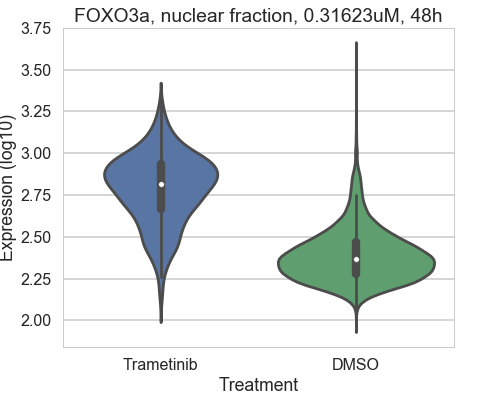 FOXO3a, nuclear fraction, 0.31623uM, 48h
3.75
3.50
3.25
3.00
2.75
2.50
2.25
2.00
Expression (log10)
Trametinib DMSO
Treatment